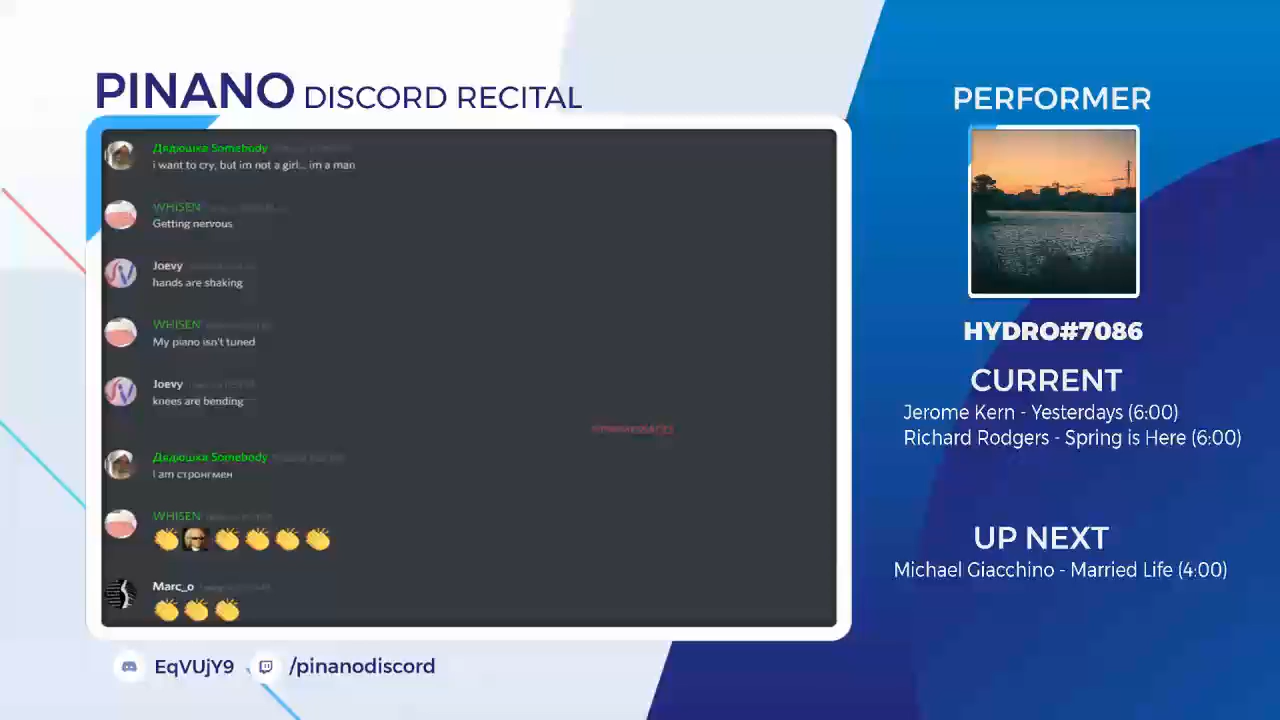 PINANO DISCORD RECITAL
Дядюшка Somebody
i want to cry, but im not a girl... im a man
WHISEN
Getting nervous
Joevy
hands are shaking
WHISEN
My piano isn't tuned
Joevy
knees are bending
Дядюшка Somebody
I am стронгмен
WHISEN
Marc_o
EqVUjY9
/pinanodiscord
PERFORMER
HYDRO#7086
CURRENT
Jerome Kern - Yesterdays (6:00)
Richard Rodgers - Spring is Here (6:00)
UP NEXT
Michael Giacchino - Married Life (4:00)